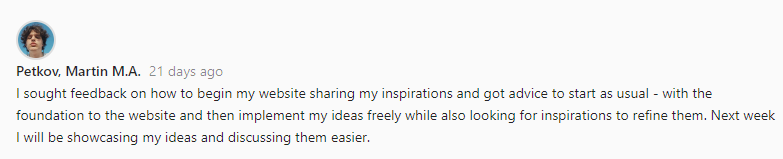 Petkov, Martin M.A. 21 days ago
I sought feedback on how to begin my website sharing my inspirations and got advice to start as usual - with the
foundation to the website and then implement my ideas freely while also looking for inspirations to refine them. Next week
I will be showcasing my ideas and discussing them easier.